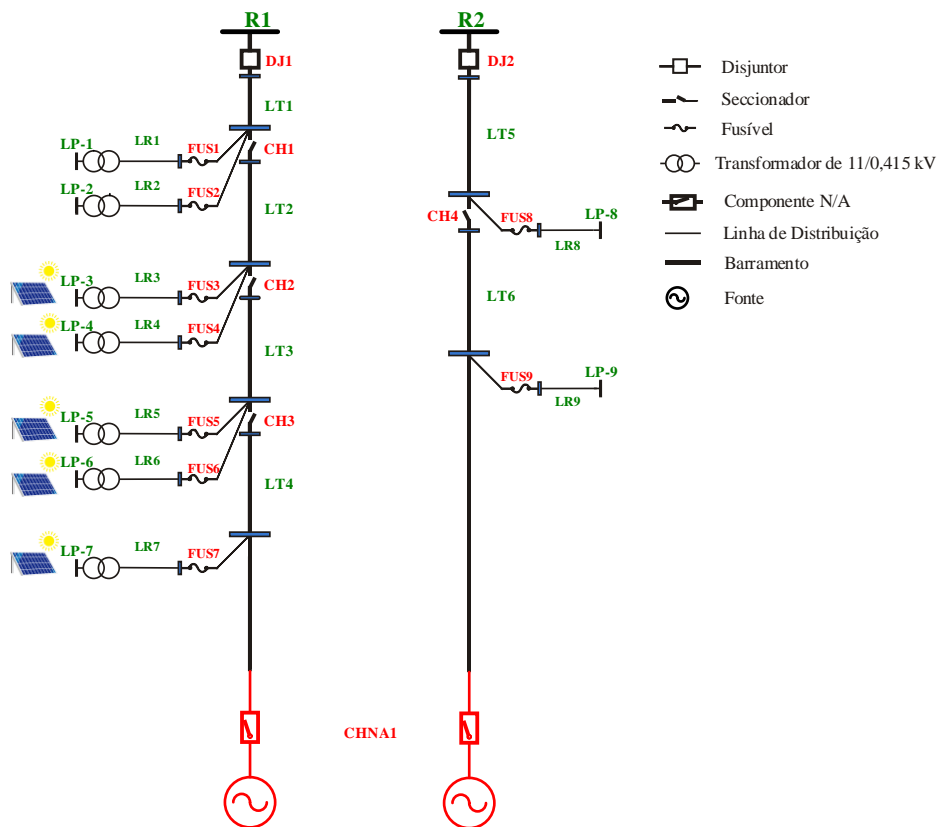 R1
R2
DJ1
DJ2
LT1
LP-1
LR1
FUS1
CH1
LP-2
LR2
FUS2
LT2
LP-3
LR3
FUS3
CH2
LP-4
LR4
FUS4
LT3
LP-5
LR5
FUS5
CH3
LP-6
LR6
FUS6
LT4
LP-7
LR7
FUS7
LT5
CH4
FUS8
LP-8
LR8
LT6
FUS9
LP-9
LR9
CHNA1
Disjuntor
Seccionador
Fusível
Transformador de 11/0,415 kV
Componente N/A
Linha de Distribuição
Barramento
Fonte